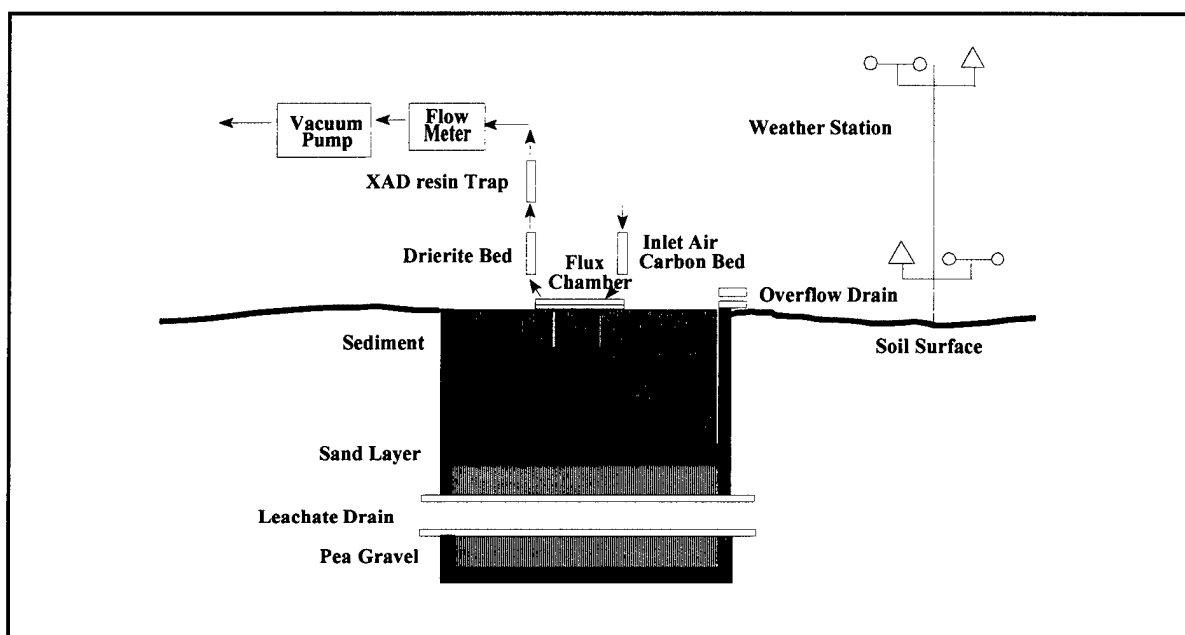 Vacuum
Pump
Flow
Meter
Weather Station
XAD resin Trap
Drierite Bed
Flux
Chamber
Inlet Air
Carbon Bed
Overflow Drain
Sediment
Soil Surface
Sand Layer
Leachate Drain
Pea Gravel